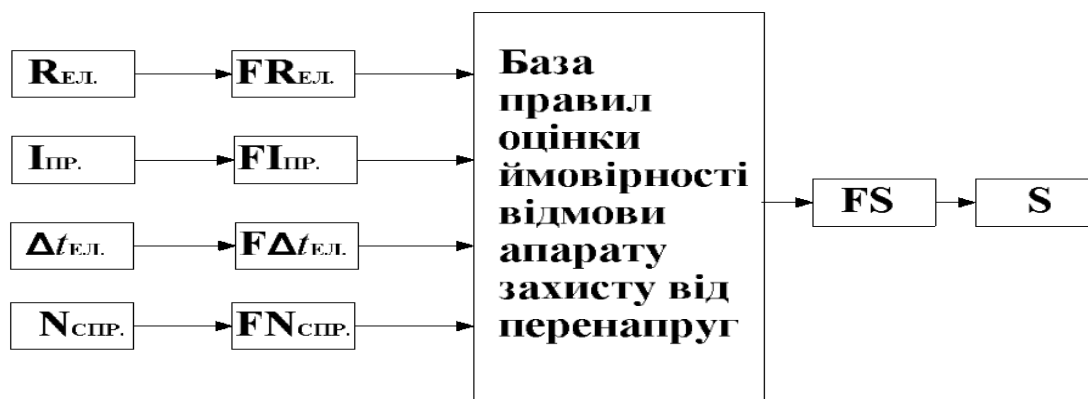 Rел. FRел.
Iпр. FIпр.
Δtел. FΔtел.
Nспр. FNспр.
База
правил
оцінки
ймовірності
відмови
апарату
захисту від
перенапруг
FS S